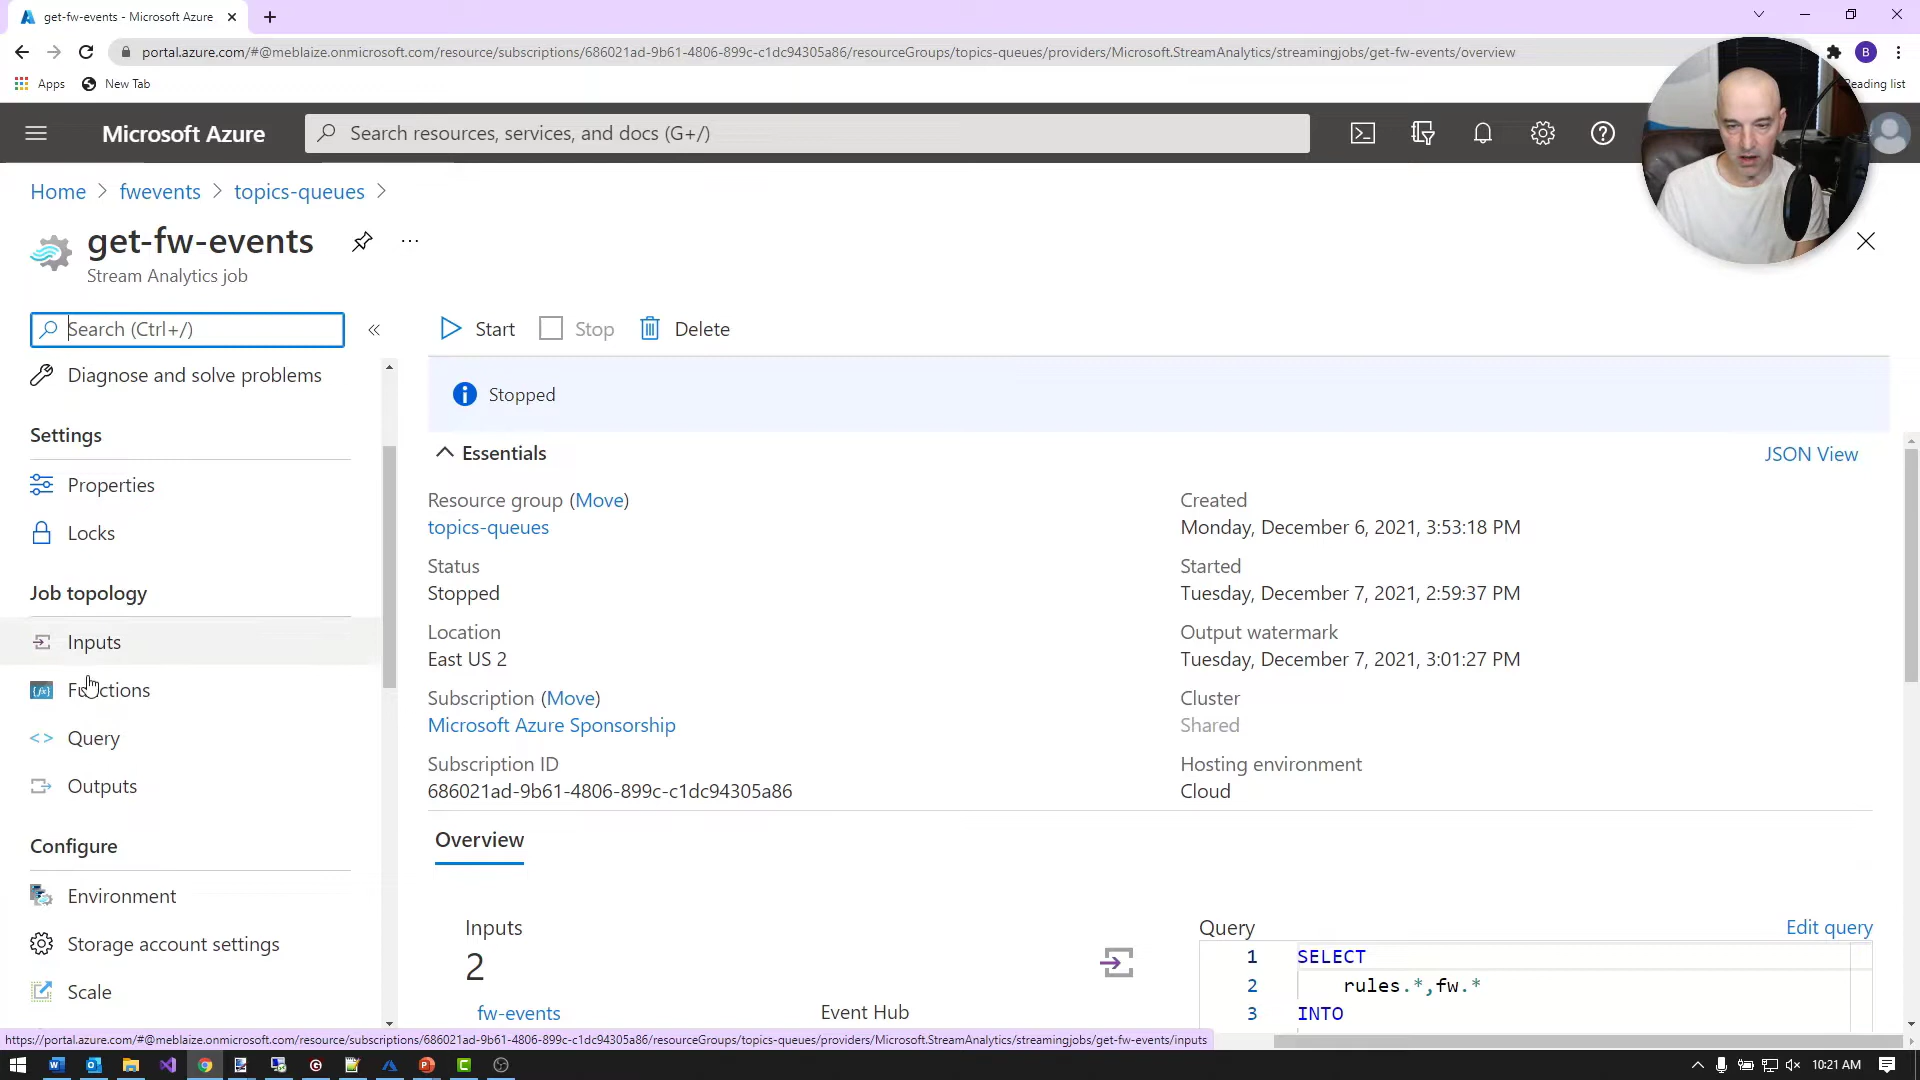 get-fw-events - Microsoft Azure
portal.azure.com/#@meblaize.onmicrosoft.com/resource/subscriptions/686021ad-9b61-4806-899c-c1dc94305a86/resourceGroups/topics-queues/providers/Microsoft.StreamAnalytics/streamingjobs/get-fw-events/overview
B
Apps
New Tab
Reading list
Microsoft Azure
Search resources, services, and docs (G+/)
Home > fwevents > topics-queues >
get-fw-events
Stream Analytics job
Search (Ctrl+/)
Start
Stop
Delete
Diagnose and solve problems
Settings
Properties
Locks
Job topology
Inputs
Functions
Query
Outputs
Configure
Environment
Storage account settings
Scale
Stopped
Essentials
JSON View
Resource group (Move)
topics-queues
Status
Stopped
Location
East US 2
Subscription (Move)
Microsoft Azure Sponsorship
Subscription ID
686021ad-9b61-4806-899c-c1dc94305a86
Created
Monday, December 6, 2021, 3:53:18 PM
Started
Tuesday, December 7, 2021, 2:59:37 PM
Output watermark
Tuesday, December 7, 2021, 3:01:27 PM
Cluster
Shared
Hosting environment
Cloud
Overview
Inputs
2
fw-events
Event Hub
Query
Edit query
1 SELECT
2 rules.*,fw.*
3 INTO
https://portal.azure.com/#@meblaize.onmicrosoft.com/resource/subscriptions/686021ad-9b61-4806-899c-c1dc94305a86/resourceGroups/topics-queues/providers/Microsoft.StreamAnalytics/streamingjobs/get-fw-events/inputs
10:21 AM